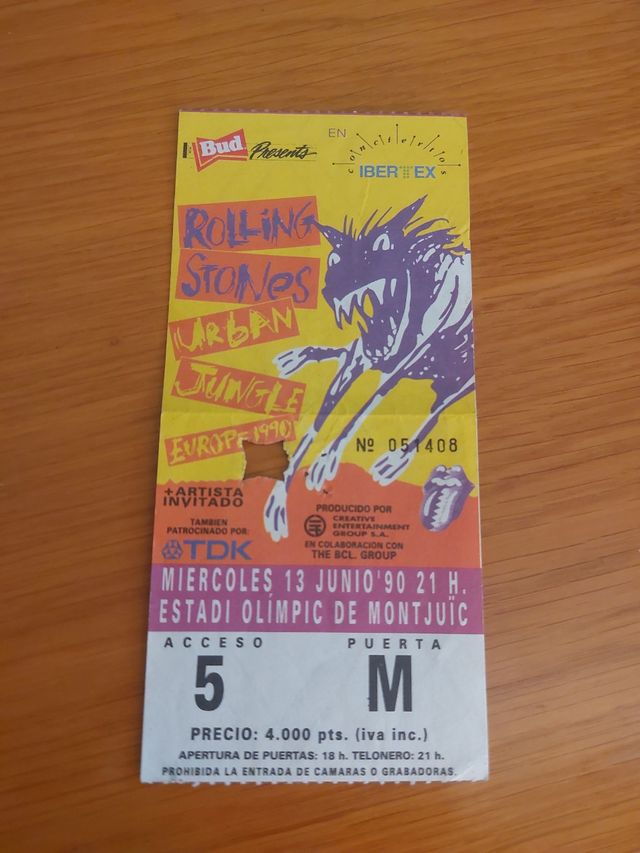 Bud Presents
EN
conciertos
IBERTEX
ROLLING
STONES
URBAN
JUNGLE
EUROPE 1990
Nº 051408
+ARTISTA
INVITADO
TAMBIEN
PATROCINADO POR:
TDK
PRODUCIDO POR
CREATIVE
ENTERTAINMENT
GROUP S.A.
EN COLABORACION CON
THE BCL. GROUP
MIERCOLES 13 JUNIO'90 21 H.
ESTADI OLÍMPIC DE MONTJUÏC
ACCESO PUERTA
5 M
PRECIO: 4.000 pts. (iva inc.)
APERTURA DE PUERTAS: 18 h. TELONERO: 21 h.
PROHIBIDA LA ENTRADA DE CAMARAS O GRABADORAS.